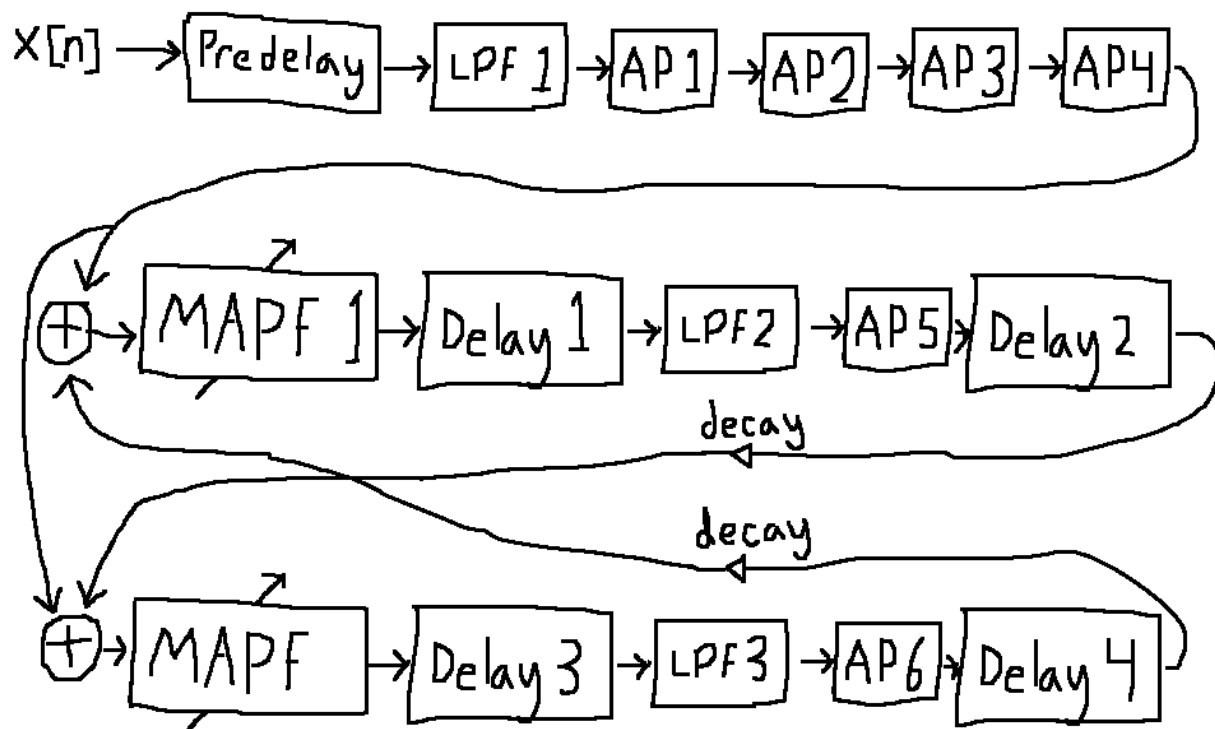 X[n] Predelay LPF 1 AP1 AP2 AP3 AP4
+ MAPF 1 Delay 1 LPF2 AP5 Delay 2
decay
decay
+ MAPF Delay 3 LPF3 AP6 Delay 4